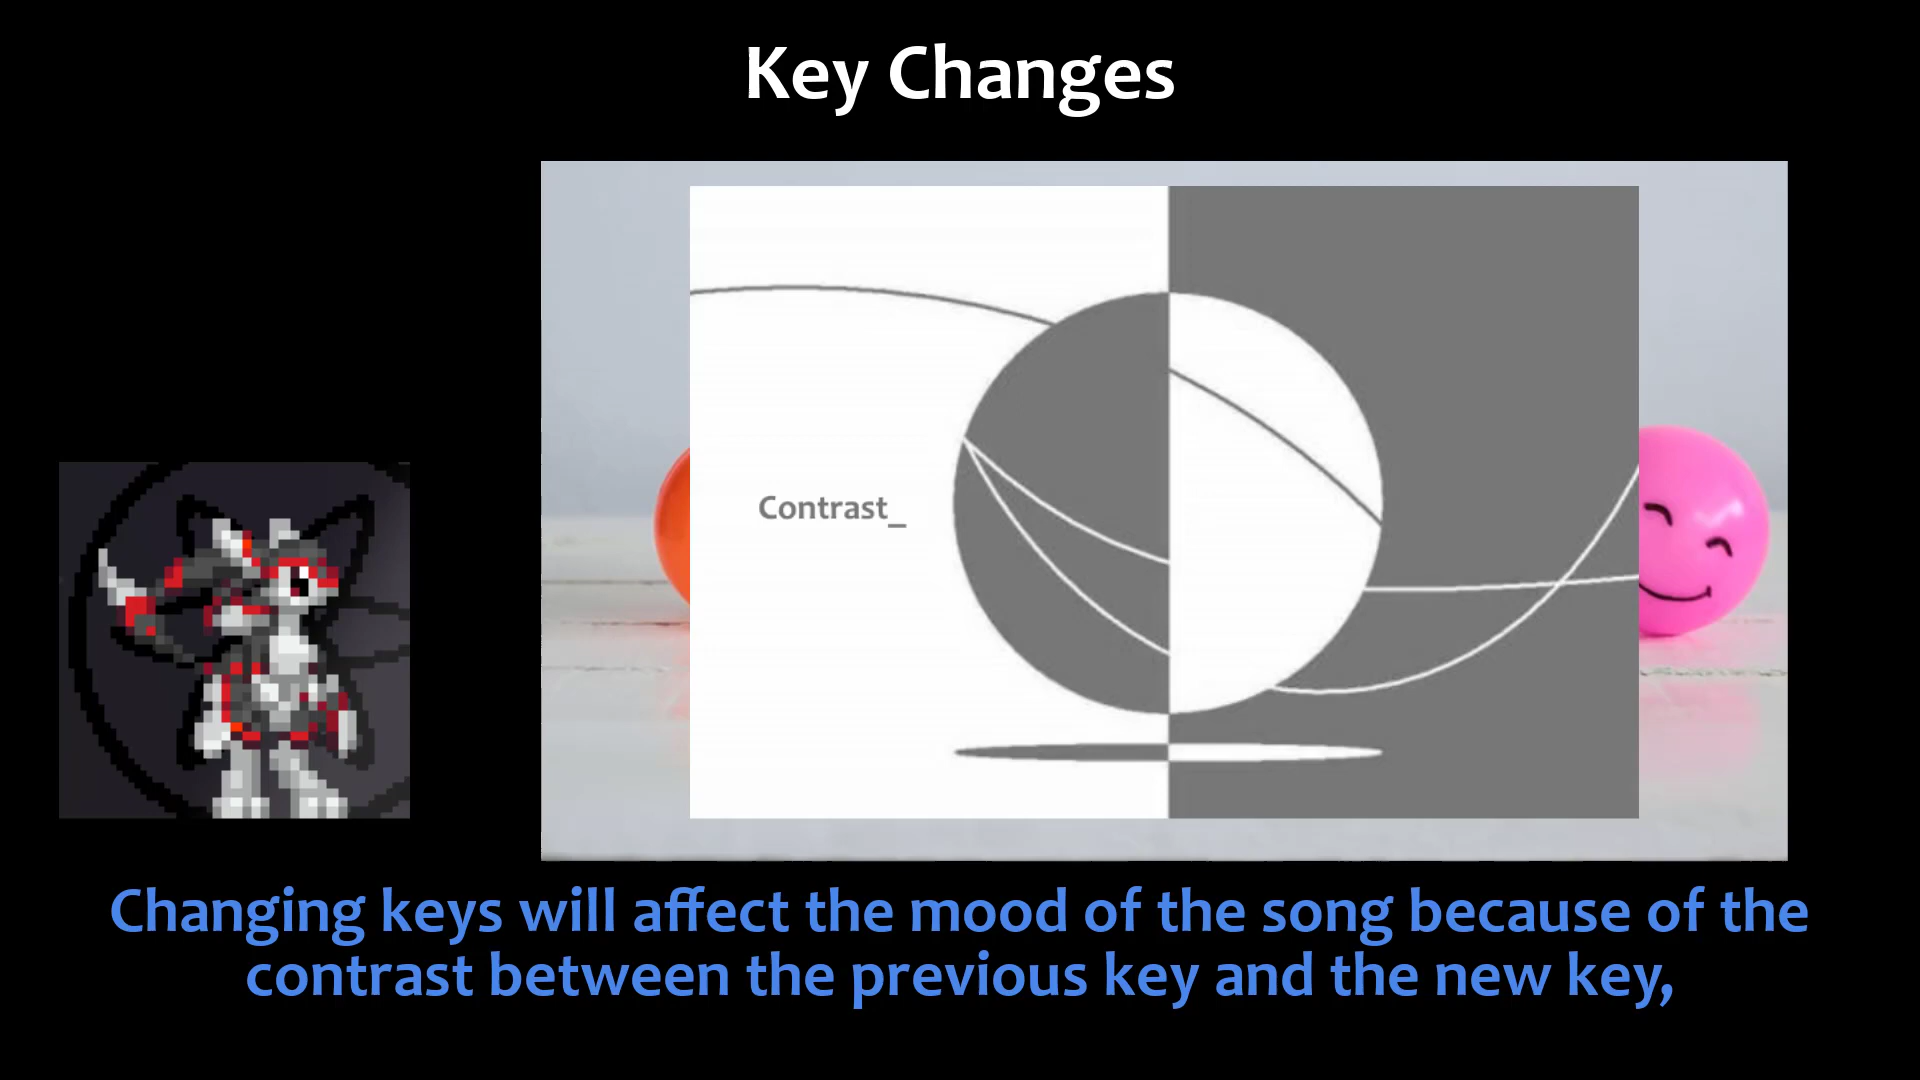 Key Changes
Contrast_
Changing keys will affect the mood of the song because of the
contrast between the previous key and the new key,